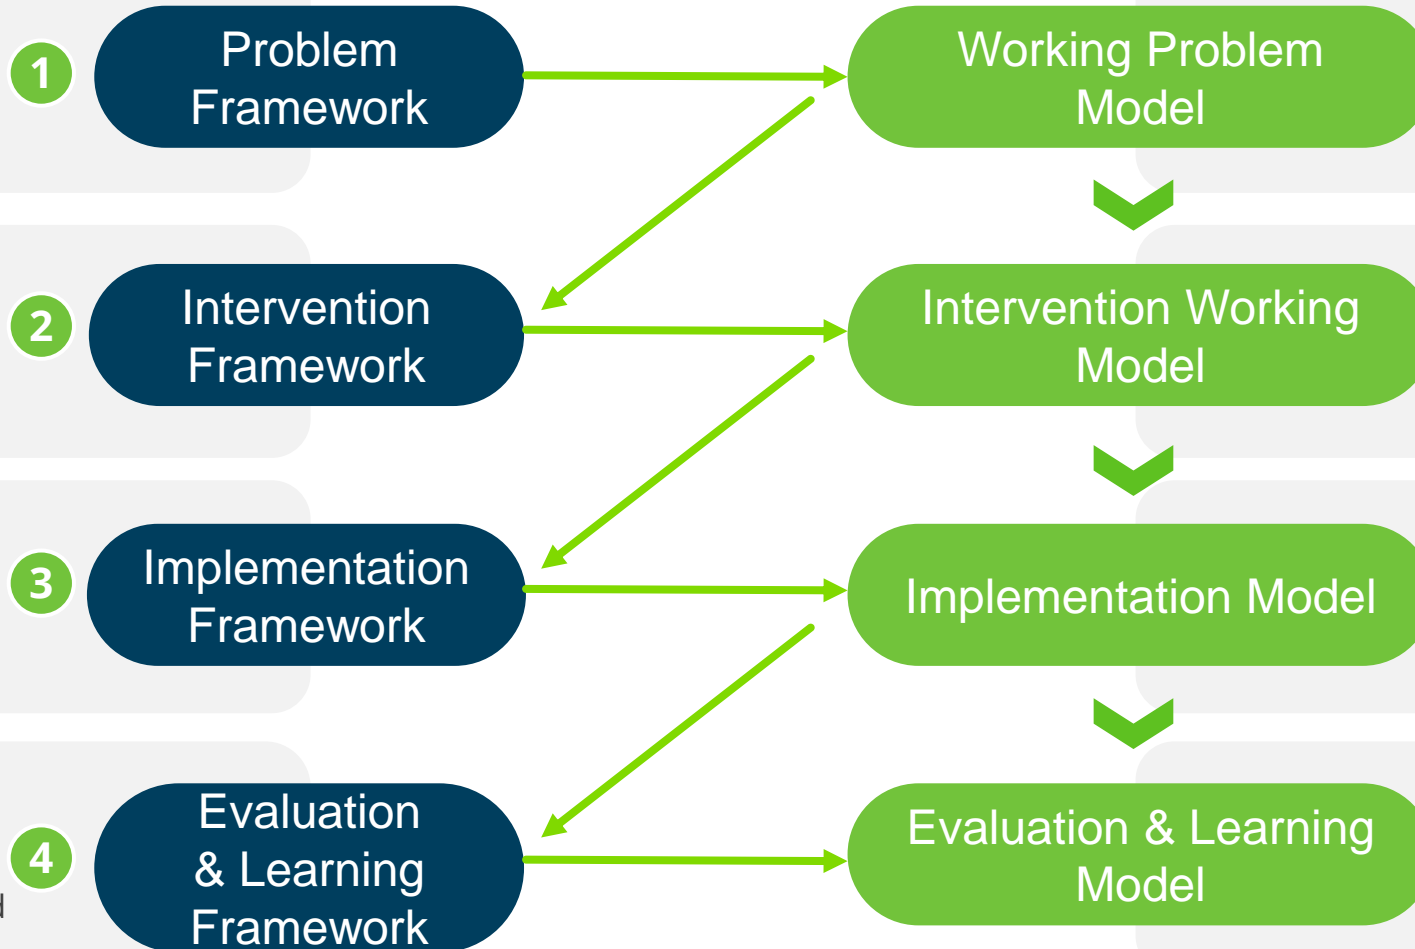 1
Problem
Framework
Working Problem
Model
2
Intervention
Framework
Intervention Working
Model
3
Implementation
Framework
Implementation Model
4
Evaluation
& Learning
Framework
Evaluation & Learning
Model